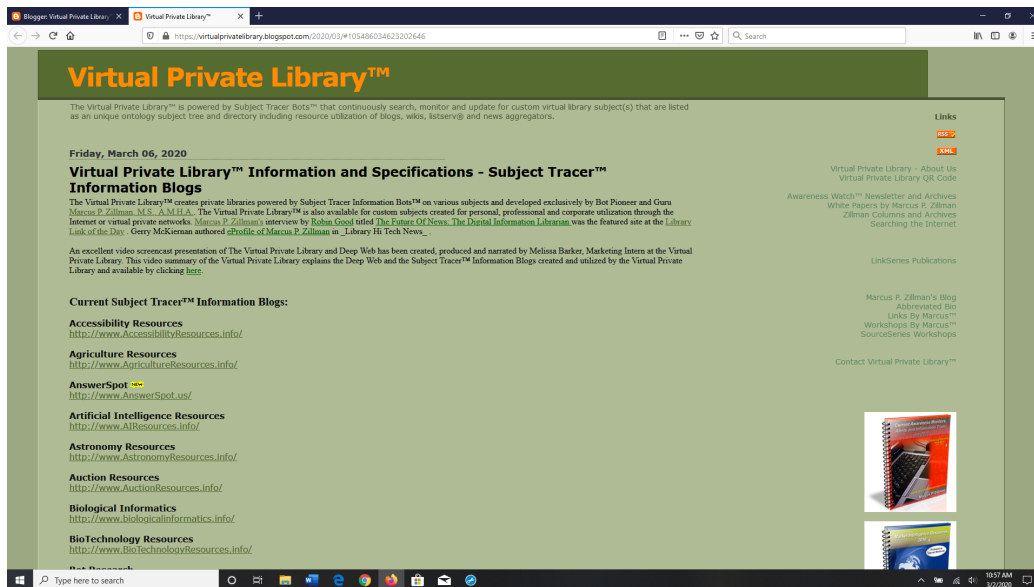 Blogger: Virtual Private Library
Virtual Private Library™
https://virtualprivatelibrary.blogspot.com/2020/03/#105486034623202646
Search
Virtual Private Library™
The Virtual Private Library™ is powered by Subject Tracer Bots™ that continuously search, monitor and update for custom virtual library subject(s) that are listed
as an unique ontology subject tree and directory including resource utilization of blogs, wikis, listserv® and news aggregators.
Friday, March 06, 2020
Virtual Private Library™ Information and Specifications - Subject Tracer™
Information Blogs
The Virtual Private Library™ creates private libraries powered by Subject Tracer Information Bots™ on various subjects and developed exclusively by Bot Pioneer and Guru
Marcus P. Zillman, M.S., A.M.H.A.. The Virtual Private Library™ is also available for custom subjects created for personal, professional and corporate utilization through the
Internet or virtual private networks. Marcus P. Zillman's interview by Robin Good titled The Future Of News: The Digital Information Librarian was the featured site at the Library
Link of the Day . Gerry McKiernan authored eProfile of Marcus P. Zillman in _Library Hi Tech News_ .
An excellent video screencast presentation of The Virtual Private Library and Deep Web has been created, produced and narrated by Melissa Barker, Marketing Intern at the Virtual
Private Library. This video summary of the Virtual Private Library explains the Deep Web and the Subject Tracer™ Information Blogs created and utilized by the Virtual Private
Library and available by clicking here.
Current Subject Tracer™ Information Blogs:
Accessibility Resources
http://www.AccessibilityResources.info/
Agriculture Resources
http://www.AgricultureResources.info/
AnswerSpot NEW
http://www.AnswerSpot.us/
Artificial Intelligence Resources
http://www.AIResources.info/
Astronomy Resources
http://www.AstronomyResources.info/
Auction Resources
http://www.AuctionResources.info/
Biological Informatics
http://www.biologicalinformatics.info/
BioTechnology Resources
http://www.BioTechnologyResources.info/
Bot Research
Links
RSS
XML
Virtual Private Library - About Us
Virtual Private Library QR Code
Awareness Watch™ Newsletter and Archives
White Papers by Marcus P. Zillman
Zillman Columns and Archives
Searching the Internet
LinkSeries Publications
Marcus P. Zillman's Blog
Abbreviated Bio
Links By Marcus™
Workshops By Marcus™
SourceSeries Workshops
Contact Virtual Private Library™
Type here to search
10:57 AM
3/2/2020